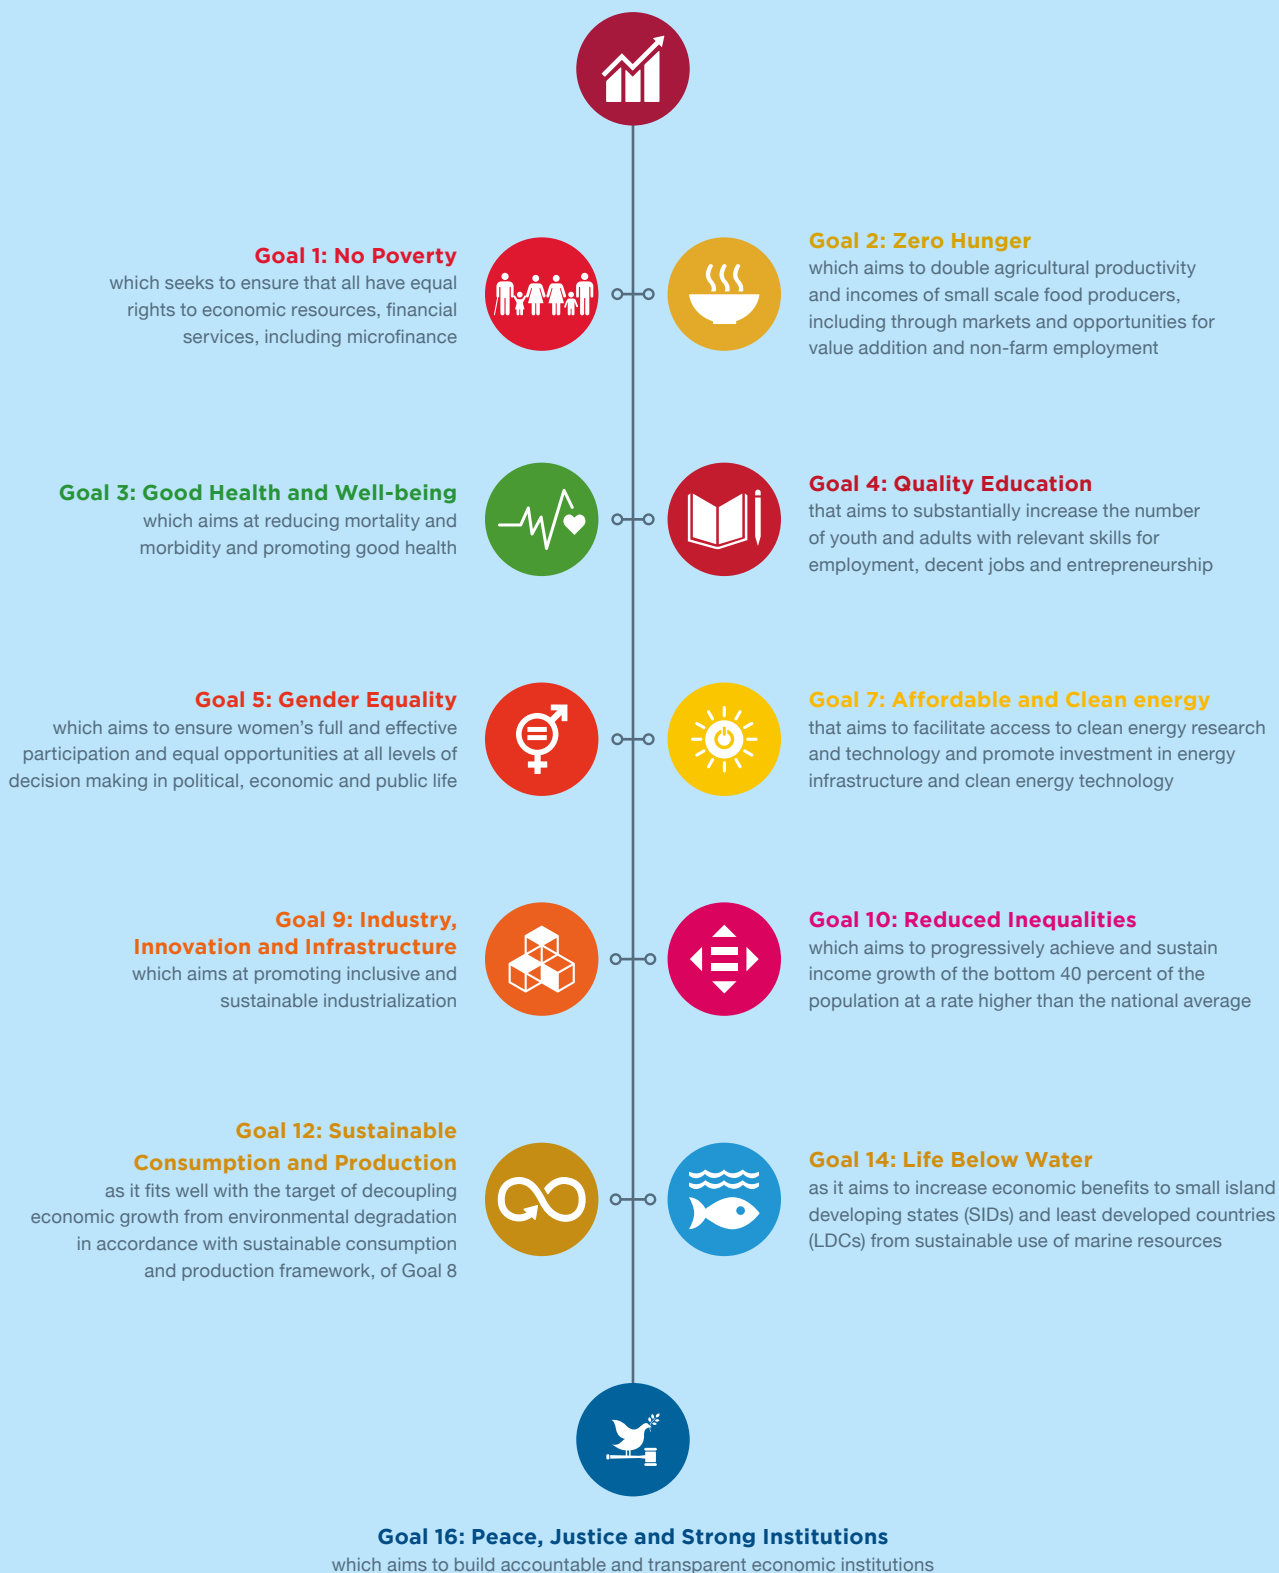 Goal 1: No Poverty
which seeks to ensure that all have equal
rights to economic resources, financial
services, including microfinance
Goal 2: Zero Hunger
which aims to double agricultural productivity
and incomes of small scale food producers,
including through markets and opportunities for
value addition and non-farm employment
Goal 3: Good Health and Well-being
which aims at reducing mortality and
morbidity and promoting good health
Goal 4: Quality Education
that aims to substantially increase the number
of youth and adults with relevant skills for
employment, decent jobs and entrepreneurship
Goal 5: Gender Equality
which aims to ensure women's full and effective
participation and equal opportunities at all levels of
decision making in political, economic and public life
Goal 7: Affordable and Clean energy
that aims to facilitate access to clean energy research
and technology and promote investment in energy
infrastructure and clean energy technology
Goal 9: Industry,
Innovation and Infrastructure
which aims at promoting inclusive and
sustainable industrialization
Goal 10: Reduced Inequalities
which aims to progressively achieve and sustain
income growth of the bottom 40 percent of the
population at a rate higher than the national average
Goal 12: Sustainable
Consumption and Production
as it fits well with the target of decoupling
economic growth from environmental degradation
in accordance with sustainable consumption
and production framework, of Goal 8
Goal 14: Life Below Water
as it aims to increase economic benefits to small island
developing states (SIDs) and least developed countries
(LDCs) from sustainable use of marine resources
Goal 16: Peace, Justice and Strong Institutions
which aims to build accountable and transparent economic institutions